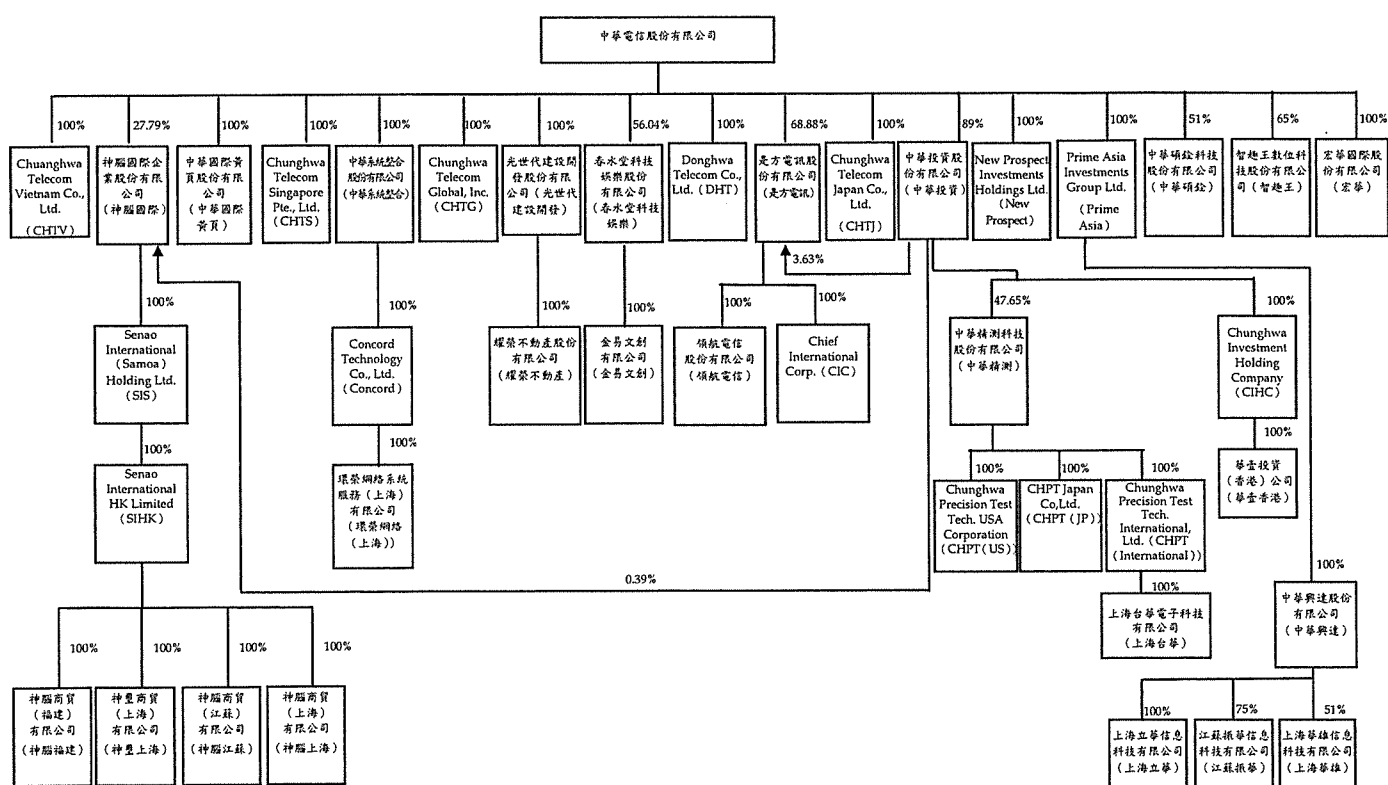 中華電信股份有限公司
100%
27.79%
100%
100%
100%
100%
100%
56.04%
100%
68.88%
100%
89%
100%
100%
51%
65%
100%
Chuanghwa
Telecom
Vietnam Co.,
Ltd.
(CHTV)
神腦國際企
業股份有
限公司
(神腦國際)
中華國際黃
頁股份有
限公司
(中華國際
黃頁)
Chunghwa
Telecom
Singapore
Pte., Ltd.
(CHTS)
中華系統整合
股份有限公司
(中華系統整合)
Chunghwa
Telecom
Global, Inc.
(CHTG)
光世代建設開
發股份有
限公司
(光世代
建設開發)
春水堂科技
娛樂股份
有限公司
(春水堂科技
娛樂)
Donghwa
Telecom Co.,
Ltd. (DHT)
是方電訊股
份有限公司
(是方電訊)
Chunghwa
Telecom
Japan Co.,
Ltd.
(CHTJ)
中華投資股
份有限公司
(中華投資)
New Prospect
Investments
Holdings Ltd.
(New
Prospect)
Prime Asia
Investments
Group Ltd.
(Prime
Asia)
中華碩銓科技
股份有限公司
(中華碩銓)
智趣王數位科
技股份有限公
司(智趣王)
宏華國際股
份有限公司
(宏華)
3.63%
100%
100%
100%
100%
100%
100%
47.65%
100%
Senao
International
(Samoa)
Holding Ltd.
(SIS)
Concord
Technology
Co., Ltd.
(Concord)
耀榮不動產股份
有限公司
(耀榮不動產)
金易文創
有限公司
(金易文創)
領航電信
股份有限公司
(領航電信)
Chief
International
Corp. (CIC)
中華精測科技
股份有限公司
(中華精測)
Chunghwa
Investment
Holding
Company
(CIHC)
100%
100%
100%
100%
100%
100%
Senao
International
HK Limited
(SIHK)
環榮網絡系統
服務(上海)
有限公司
(環榮網絡
(上海))
Chunghwa
Precision Test
Tech. USA
Corporation
(CHPT(US))
CHPT Japan
Co,Ltd.
(CHPT(JP))
Chunghwa
Precision Test
Tech.
International,
Ltd. (CHPT
(International))
華壹投資
(香港)公司
(華壹香港)
0.39%
100%
100%
上海台華電子科技
有限公司
(上海台華)
中華興達股份
有限公司
(中華興達)
100%
100%
100%
100%
神腦商貿
(福建)
有限公司
(神腦福建)
神璽商貿
(上海)
有限公司
(神璽上海)
神腦商貿
(江蘇)
有限公司
(神腦江蘇)
神腦商貿
(上海)
有限公司
(神腦上海)
100%
75%
51%
上海立華信息
科技有限公司
(上海立華)
江蘇振華信息
科技有限公司
(江蘇振華)
上海華雄信息
科技有限公司
(上海華雄)